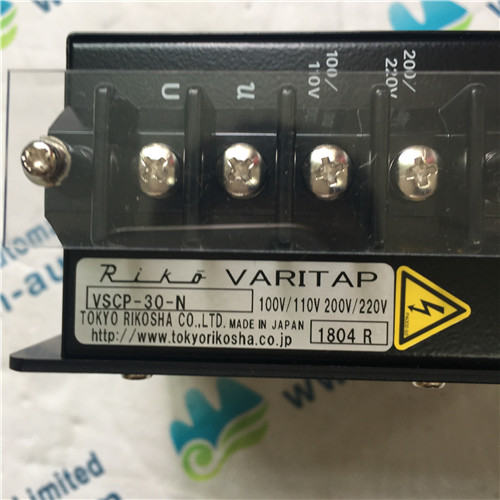 U u 100/ 110V 200/ 220V
Riko VARITAP
VSCP-30-N 100V/110V 200V/220V
TOKYO RIKOSHA CO.,LTD. MADE IN JAPAN
http://www.tokyorikosha.co.jp 1804 R
Limited